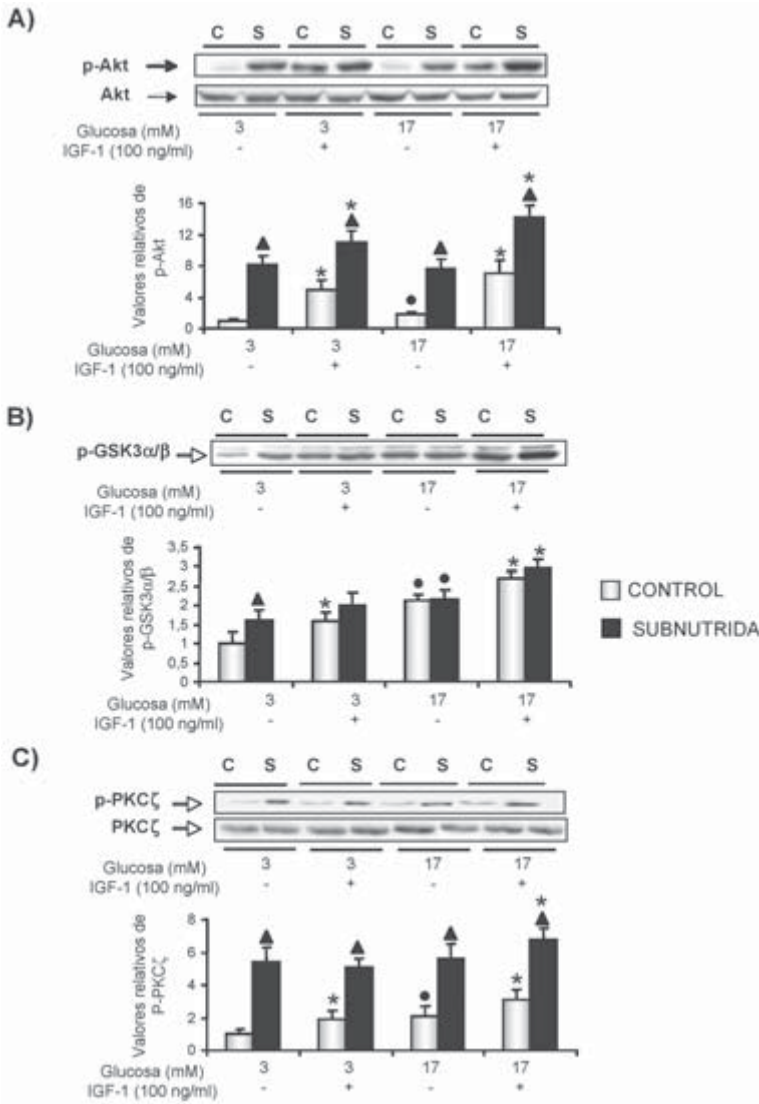 A)
C S C S C S C S
p-Akt
Akt
Glucosa (mM) 3 3 17 17
IGF-1 (100 ng/ml) - + - +
Valores relativos de
p-Akt
16
12
8
4
0
Glucosa (mM) 3 3 17 17
IGF-1 (100 ng/ml) - + - +
B)
C S C S C S C S
p-GSK3α/β
Glucosa (mM) 3 3 17 17
IGF-1 (100 ng/ml) - + - +
Valores relativos de
p-GSK3α/β
3,5
3
2,5
2
1,5
1
0,5
0
Glucosa (mM) 3 3 17 17
IGF-1 (100 ng/ml) - + - +
CONTROL
SUBNUTRIDA
C)
C S C S C S C S
p-PKCζ
PKCζ
Glucosa (mM) 3 3 17 17
IGF-1 (100 ng/ml) - + - +
Valores relativos de
P-PKCζ
8
6
4
2
0
Glucosa (mM) 3 3 17 17
IGF-1 (100 ng/ml) - + - +